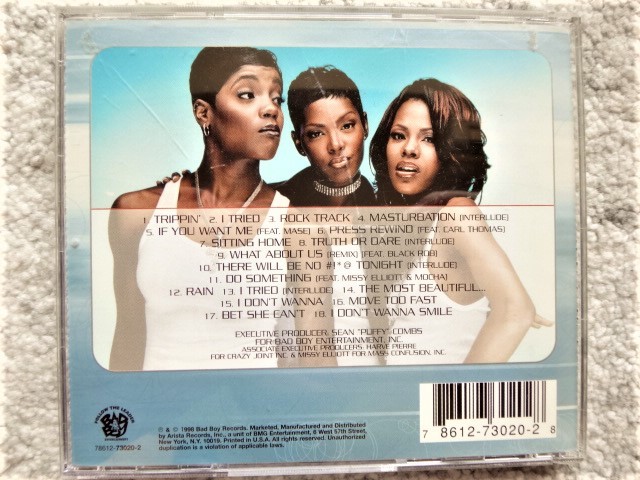 1. TRIPPIN' 2. I TRIED 3. ROCK TRACK 4. MASTURBATION (INTERLUDE)
5. IF YOU WANT ME (FEAT. MASE) 6. PRESS REWIND (FEAT. CARL THOMAS)
7. SITTING HOME 8. TRUTH OR DARE (INTERLUDE)
9. WHAT ABOUT US (REMIX) (FEAT. BLACK ROB)
10. THERE WILL BE NO #!*@ TONIGHT (INTERLUDE)
11. DO SOMETHING (FEAT. MISSY ELLIOTT & MOCHA)
12. RAIN 13. I TRIED (INTERLUDE) 14. THE MOST BEAUTIFUL...
15. I DON'T WANNA 16. MOVE TOO FAST
17. BET SHE CAN'T 18. I DON'T WANNA SMILE
EXECUTIVE PRODUCER: SEAN "PUFFY" COMBS
FOR BAD BOY ENTERTAINMENT, INC.
ASSOCIATE EXECUTIVE PRODUCERS: HARVE PIERRE
FOR CRAZY JOINT INC. & MISSY ELLIOTT FOR MASS CONFUSION, INC.
FOLLOW THE LEADER
BAD
BOY
ENTERTAINMENT
78612-73020-2
℗ & © 1998 Bad Boy Records. Marketed, Manufactured and Distributed
by Arista Records, Inc., a unit of BMG Entertainment, 6 West 57th Street,
New York, N.Y. 10019. Printed in U.S.A. All rights reserved. Unauthorized
duplication is a violation of applicable laws.
7 8612-73020-2 8